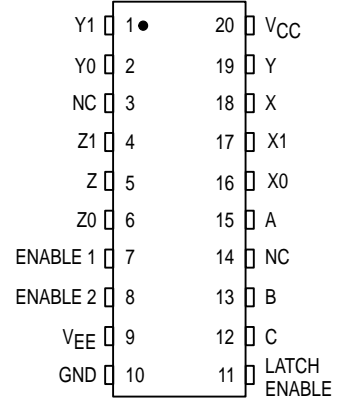 Y1 1 20 VCC
Y0 2 19 Y
NC 3 18 X
Z1 4 17 X1
Z 5 16 X0
Z0 6 15 A
ENABLE 1 7 14 NC
ENABLE 2 8 13 B
VEE 9 12 C
GND 10 11 LATCH
ENABLE